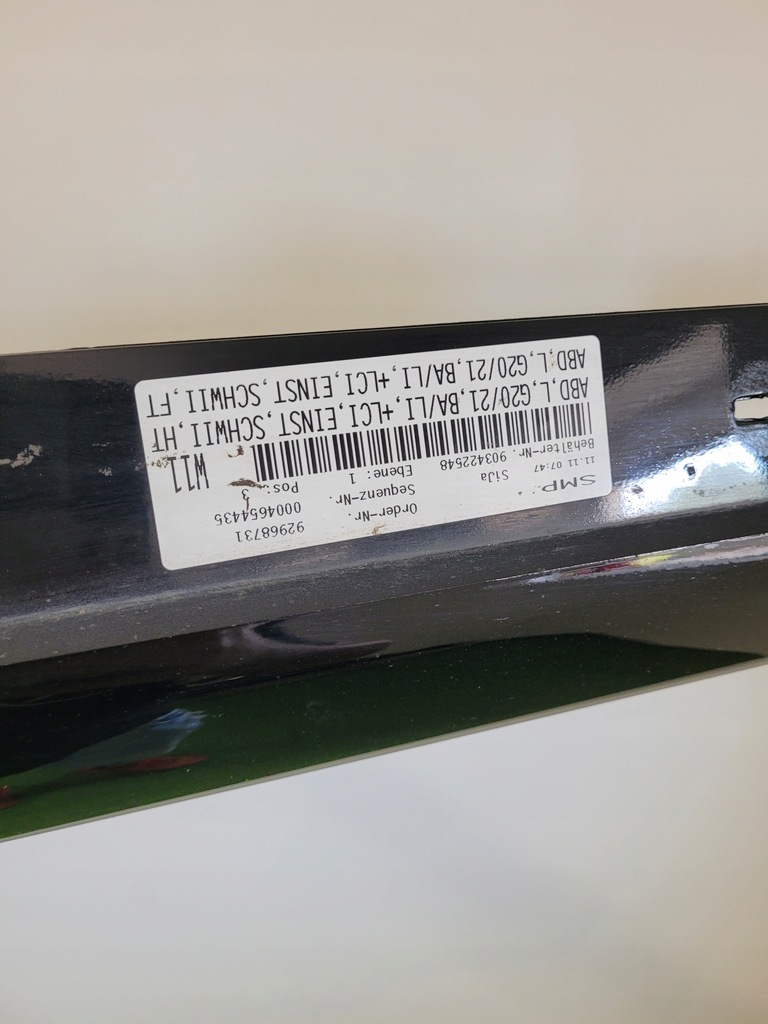 SMP. SiJa Order-Nr. 92968731
11.11 07:47 Sequenz-Nr. 0004654435
Behälter-Nr. 903422548 Ebene: 1 Pos: 3
W11
ABD,L,G20/21,BA/LI,+LCI,EINST,SCHWII,HT
ABD,L,G20/21,BA/LI,+LCI,EINST,SCHWII,FT